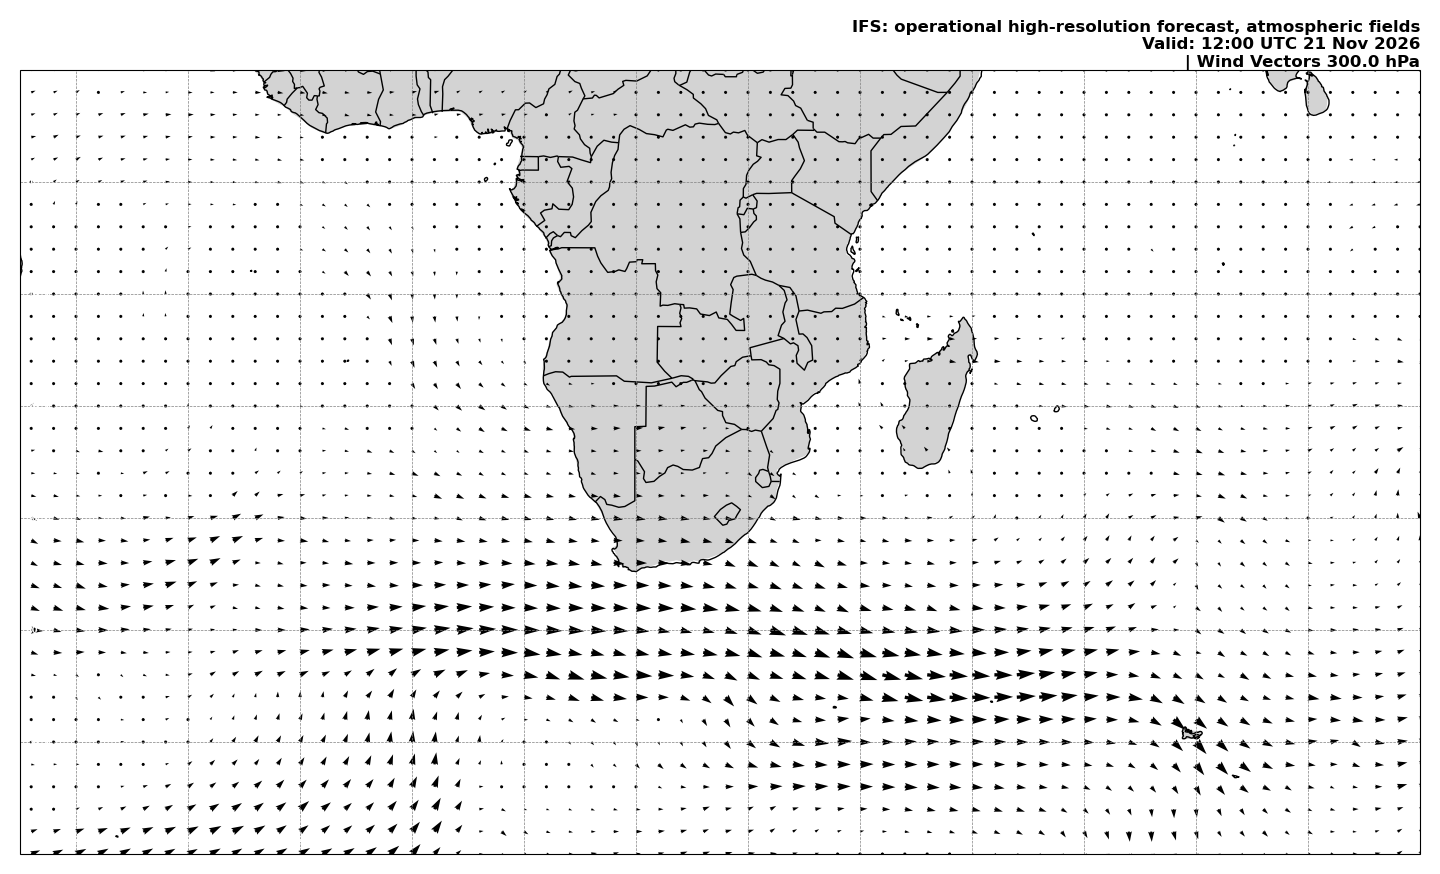 IFS: operational high-resolution forecast, atmospheric fields
Valid: 12:00 UTC 21 Nov 2026
| Wind Vectors 300.0 hPa